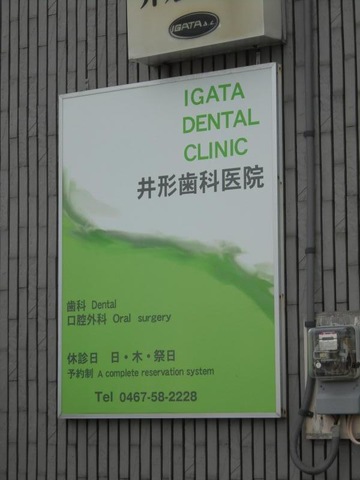 IGATA d.c.
IGATA
DENTAL
CLINIC
井形歯科医院
歯科 Dental
口腔外科 Oral surgery
休診日 日・木・祭日
予約制 A complete reservation system
Tel 0467-58-2228